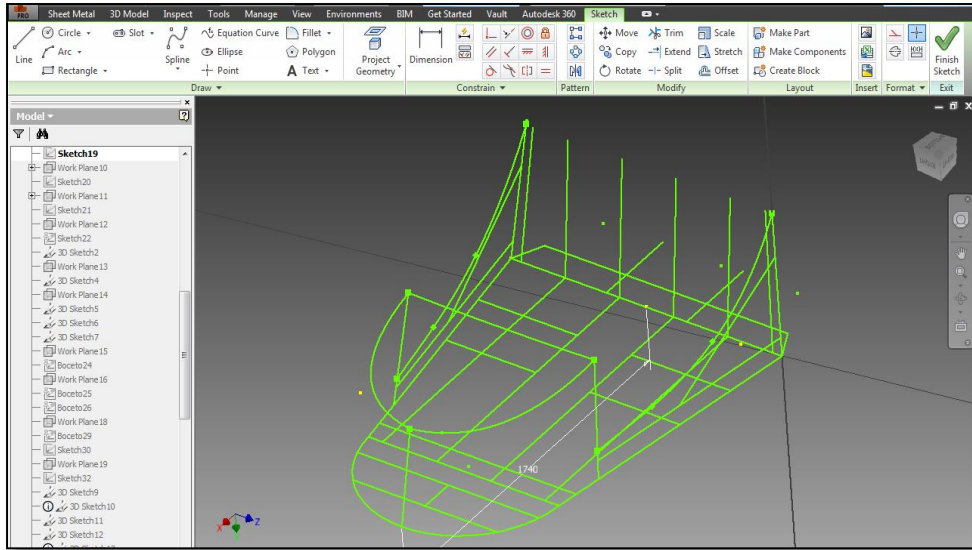 PRO Sheet Metal 3D Model Inspect Tools Manage View Environments BIM Get Started Vault Autodesk 360 Sketch
Line
Circle
Arc
Rectangle
Slot
Spline
Equation Curve
Ellipse
Point
Fillet
Polygon
A Text
Project
Geometry
Dimension
Move
Copy
Rotate
Trim
Extend
Split
Scale
Stretch
Offset
Make Part
Make Components
Create Block
Finish
Sketch
Draw Constrain Pattern Modify Layout Insert Format Exit
Model
Sketch19
Work Plane10
Sketch20
Work Plane11
Sketch21
Work Plane12
Sketch22
3D Sketch2
Work Plane13
3D Sketch4
Work Plane14
3D Sketch5
3D Sketch6
3D Sketch7
Work Plane15
Boceto24
Work Plane16
Boceto25
Boceto26
Work Plane18
Boceto29
Sketch30
Work Plane19
Sketch32
3D Sketch9
3D Sketch10
3D Sketch11
3D Sketch12
1740
X
Z